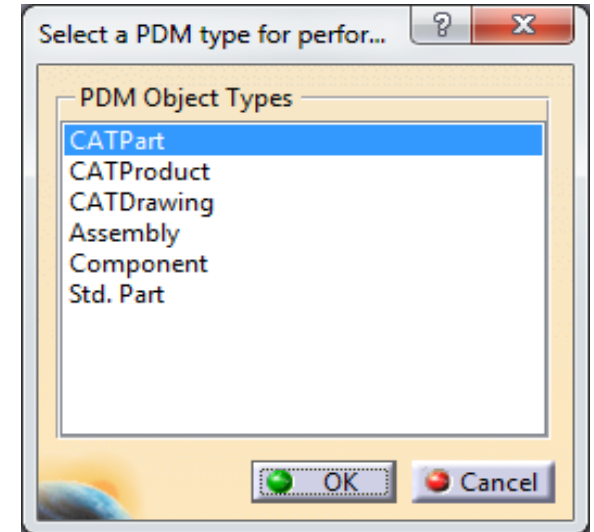 Select a PDM type for perfor...
PDM Object Types
CATPart
CATProduct
CATDrawing
Assembly
Component
Std. Part
OK Cancel